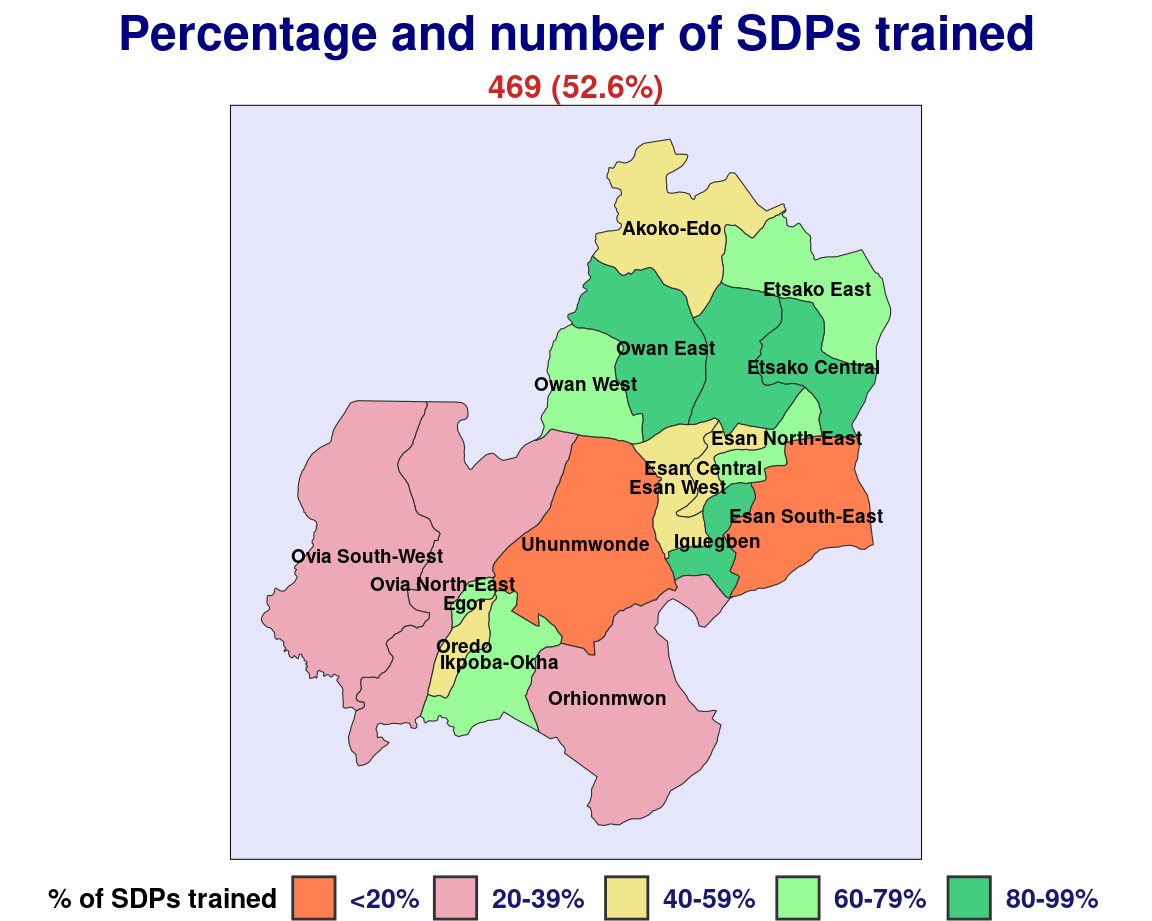 Percentage and number of SDPs trained
469 (52.6%)
Akoko-Edo
Etsako East
Owan East
Etsako Central
Owan West
Esan North-East
Esan Central
Esan West
Esan South-East
Iguegben
Uhunmwonde
Ovia South-West
Ovia North-East
Egor
Oredo
Ikpoba-Okha
Orhionmwon
% of SDPs trained <20% 20-39% 40-59% 60-79% 80-99%